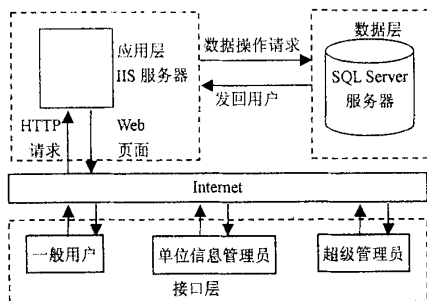 应用层
IIS 服务器
数据操作请求
发回用户
数据层
SQL Server
服务器
HTTP
请求
Web
页面
Internet
一般用户
单位信息管理员
超级管理员
接口层